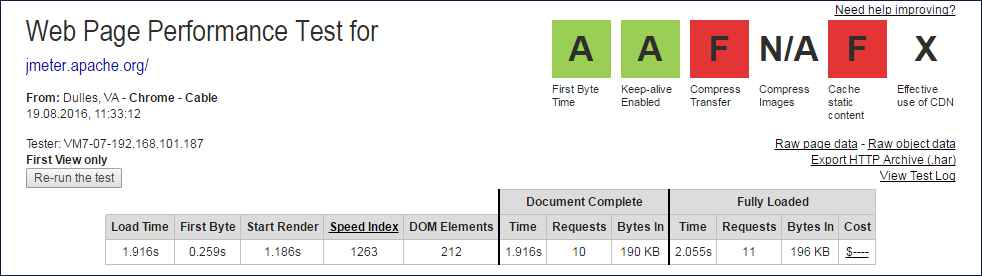 Need help improving?
Web Page Performance Test for
jmeter.apache.org/
From: Dulles, VA - Chrome - Cable
19.08.2016, 11:33:12
A A F N/A F X
First Byte Time
Keep-alive Enabled
Compress Transfer
Compress Images
Cache static content
Effective use of CDN
Tester: VM7-07-192.168.101.187
First View only
Re-run the test
Raw page data - Raw object data
Export HTTP Archive (.har)
View Test Log
Document Complete Fully Loaded
Load Time First Byte Start Render Speed Index DOM Elements Time Requests Bytes In Time Requests Bytes In Cost
1.916s 0.259s 1.186s 1263 212 1.916s 10 190 KB 2.055s 11 196 KB $----